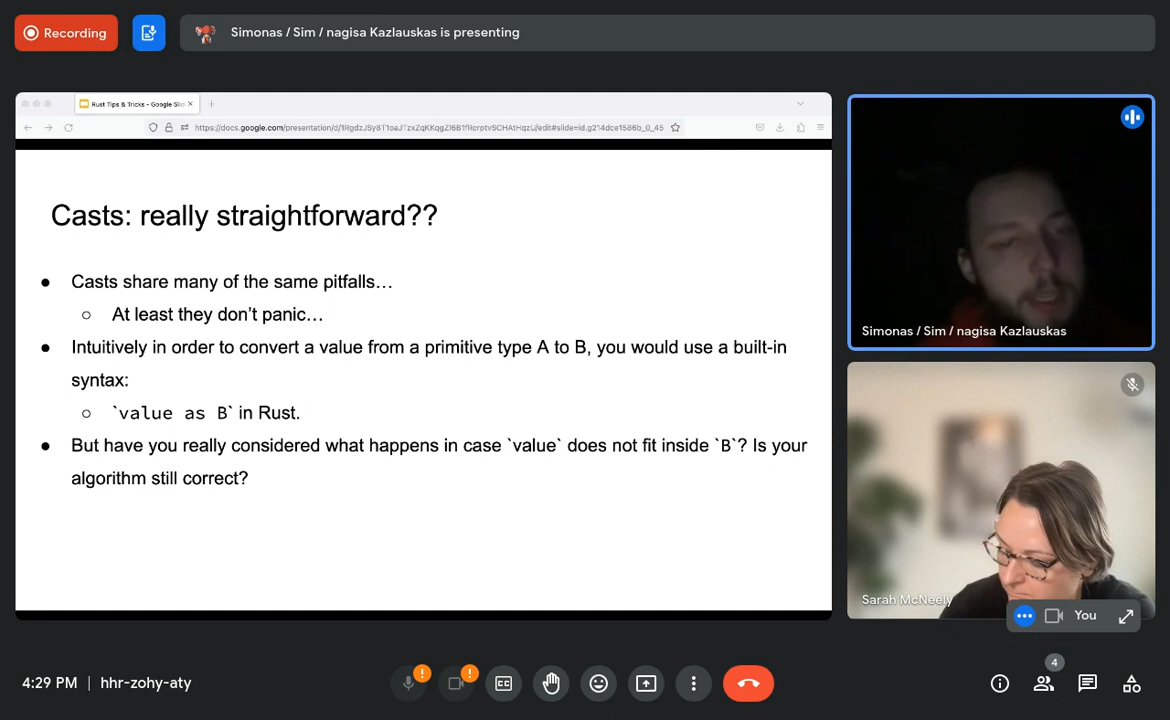 Recording
Simonas / Sim / nagisa Kazlauskas is presenting
Rust Tips & Tricks - Google Slid
Casts: really straightforward??
● Casts share many of the same pitfalls…
○ At least they don’t panic…
● Intuitively in order to convert a value from a primitive type A to B, you would use a built-in
syntax:
○ `value as B` in Rust.
● But have you really considered what happens in case `value` does not fit inside `B`? Is your
algorithm still correct?
Simonas / Sim / nagisa Kazlauskas
Sarah McNeely
You
4:29 PM | hhr-zohy-aty
4